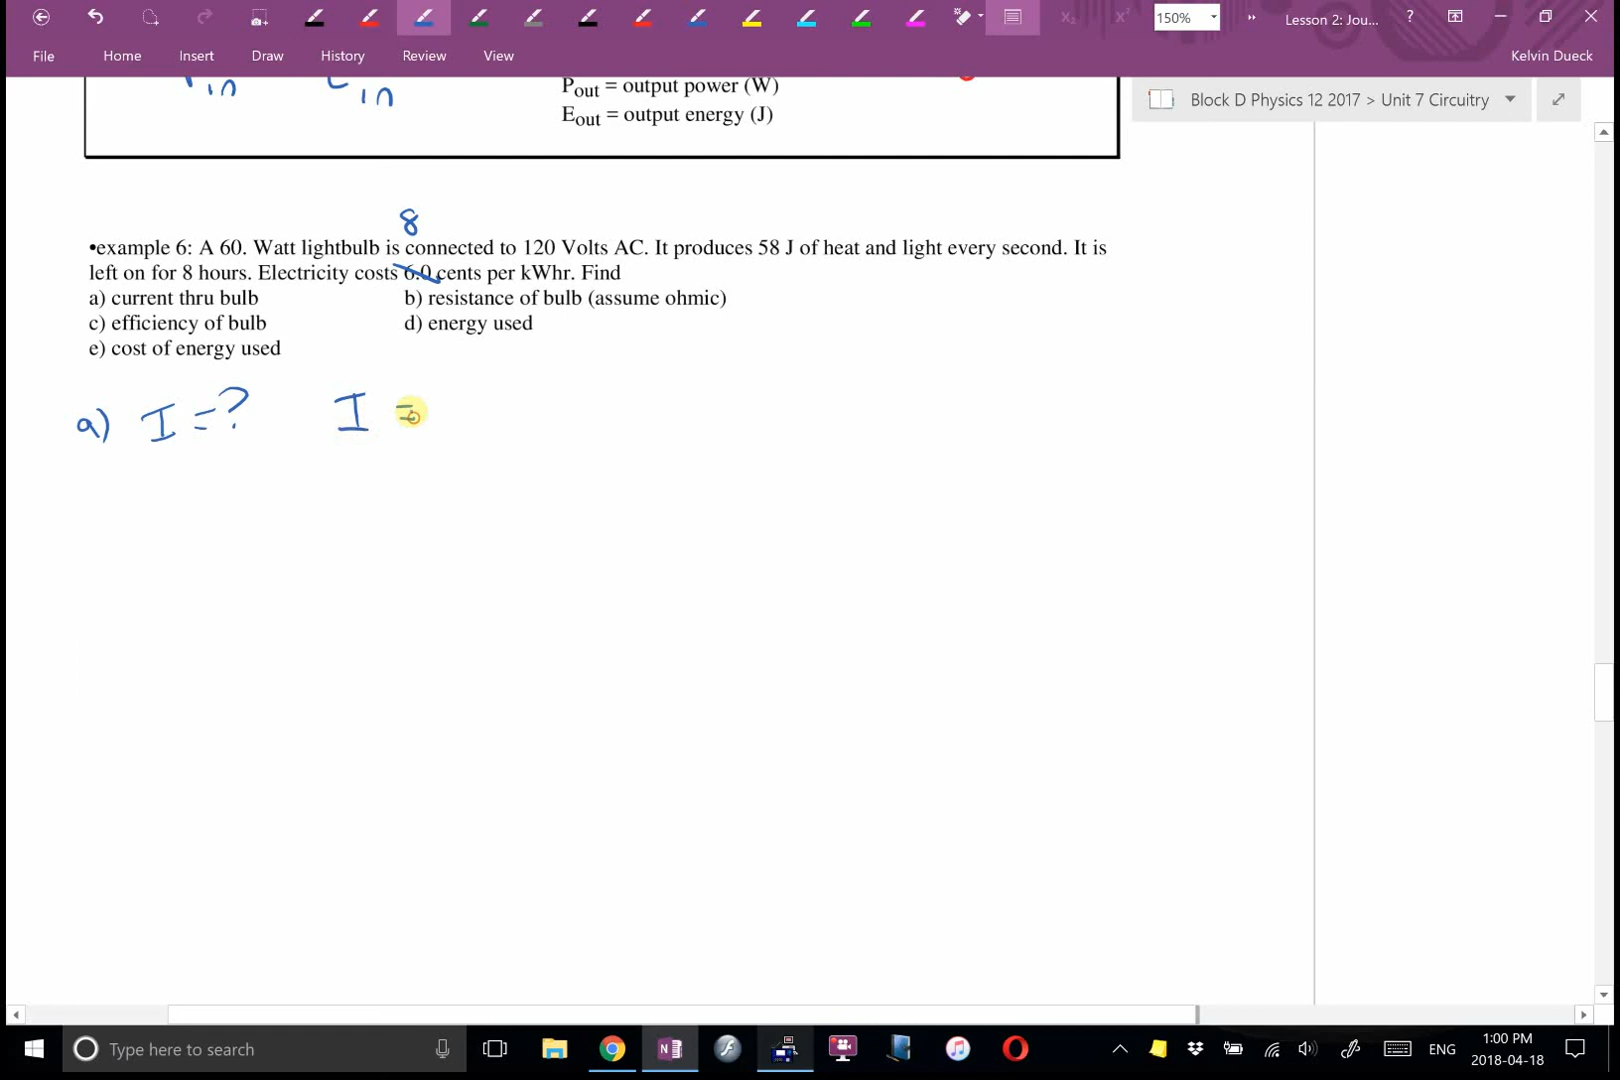 150%
Lesson 2: Jou...
?
File
Home
Insert
Draw
History
Review
View
Kelvin Dueck
in
in
Pout = output power (W)
Eout = output energy (J)
Block D Physics 12 2017 > Unit 7 Circuitry
8
•example 6: A 60. Watt lightbulb is connected to 120 Volts AC. It produces 58 J of heat and light every second. It is
left on for 8 hours. Electricity costs 6.0 cents per kWhr. Find
a) current thru bulb
b) resistance of bulb (assume ohmic)
c) efficiency of bulb
d) energy used
e) cost of energy used
a) I = ? I =
Type here to search
ENG
1:00 PM
2018-04-18